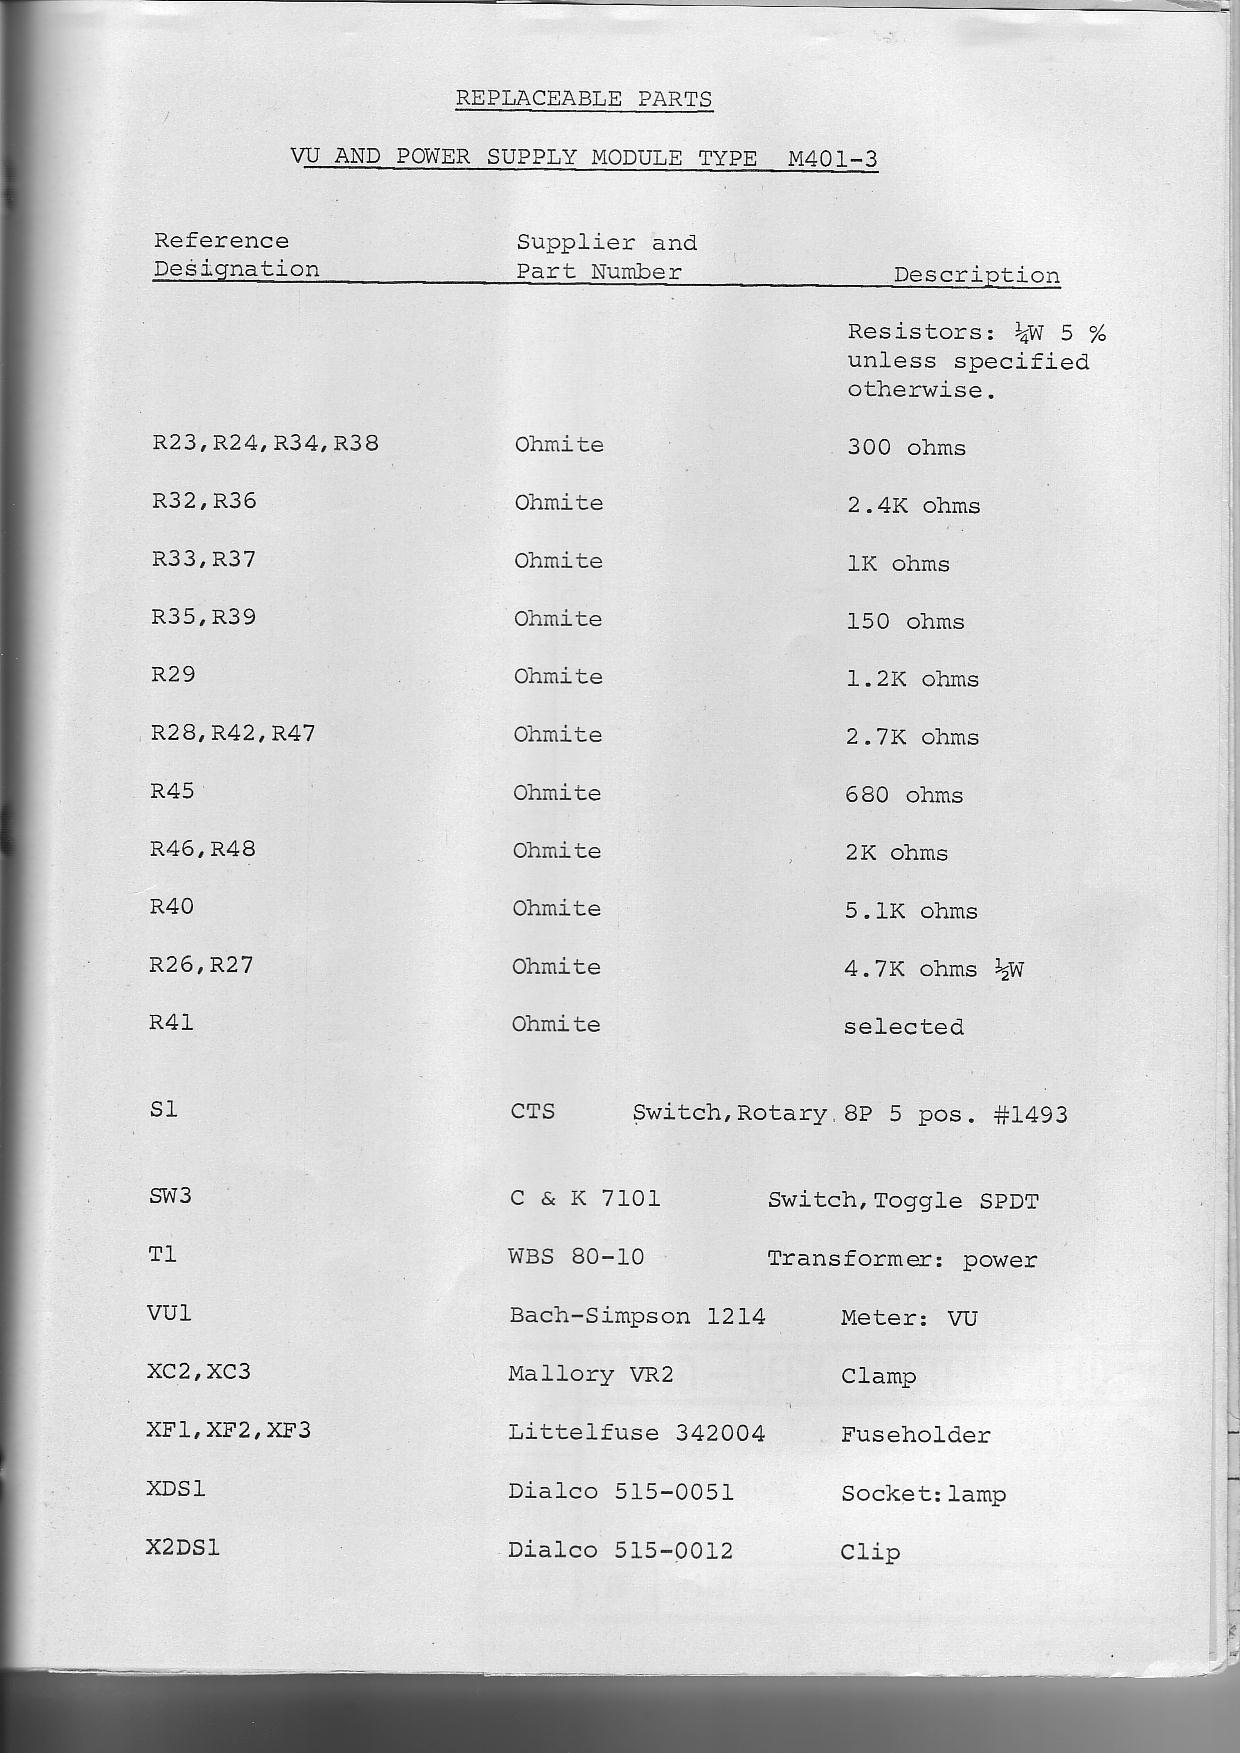 REPLACEABLE PARTS
VU AND POWER SUPPLY MODULE TYPE M401-3
Reference Designation Supplier and Part Number Description
Resistors: ¼W 5 %
unless specified
otherwise.
R23,R24,R34,R38 Ohmite 300 ohms
R32,R36 Ohmite 2.4K ohms
R33,R37 Ohmite 1K ohms
R35,R39 Ohmite 150 ohms
R29 Ohmite 1.2K ohms
R28,R42,R47 Ohmite 2.7K ohms
R45 Ohmite 680 ohms
R46,R48 Ohmite 2K ohms
R40 Ohmite 5.1K ohms
R26,R27 Ohmite 4.7K ohms ½W
R41 Ohmite selected
S1 CTS Switch,Rotary 8P 5 pos. #1493
SW3 C & K 7101 Switch,Toggle SPDT
T1 WBS 80-10 Transformer: power
VU1 Bach-Simpson 1214 Meter: VU
XC2,XC3 Mallory VR2 Clamp
XF1,XF2,XF3 Littelfuse 342004 Fuseholder
XDS1 Dialco 515-0051 Socket:lamp
X2DS1 Dialco 515-0012 Clip